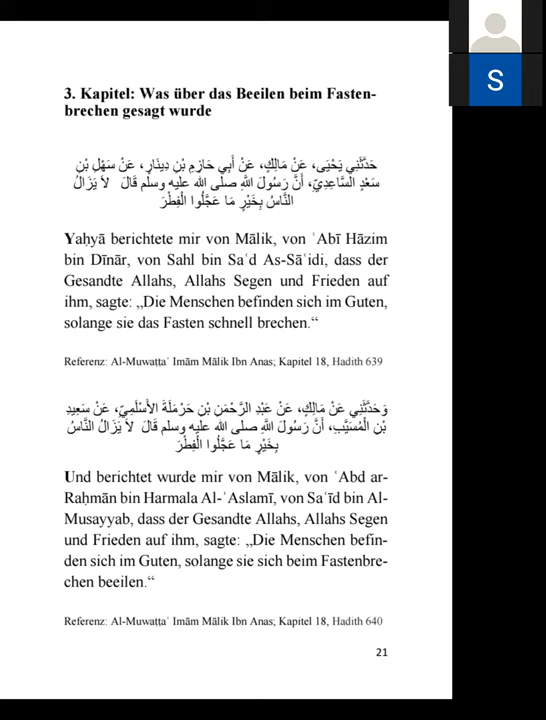 3. Kapitel: Was über das Beeilen beim Fasten-
brechen gesagt wurde
حَدَّثَنِي يَحْيَى، عَنْ مَالِكٍ، عَنْ أَبِي حَازِمِ بْنِ دِينَارٍ، عَنْ سَهْلِ بْنِ
سَعْدٍ السَّاعِدِيِّ، أَنَّ رَسُولَ اللَّهِ صلى الله عليه وسلم قَالَ ‏ لاَ يَزَالُ
النَّاسُ بِخَيْرٍ مَا عَجَّلُوا الْفِطْرَ
Yaḥyā berichtete mir von Mālik, von ʾAbī Ḥāzim
bin Dīnār, von Sahl bin Saʿd As-Sāʿidi, dass der
Gesandte Allahs, Allahs Segen und Frieden auf
ihm, sagte: „Die Menschen befinden sich im Guten,
solange sie das Fasten schnell brechen.“
Referenz: Al-Muwaṭṭaʾ Imām Mālik Ibn Anas; Kapitel 18, Hadith 639
وَحَدَّثَنِي عَنْ مَالِكٍ، عَنْ عَبْدِ الرَّحْمَنِ بْنِ حَرْمَلَةَ الأَسْلَمِيِّ، عَنْ سَعِيدِ
بْنِ الْمُسَيَّبِ، أَنَّ رَسُولَ اللَّهِ صلى الله عليه وسلم قَالَ ‏ لاَ يَزَالُ النَّاسُ
بِخَيْرٍ مَا عَجَّلُوا الْفِطْرَ
Und berichtet wurde mir von Mālik, von ʿAbd ar-
Raḥmān bin Harmala Al-ʾAslamī, von Saʿīd bin Al-
Musayyab, dass der Gesandte Allahs, Allahs Segen
und Frieden auf ihm, sagte: „Die Menschen befin-
den sich im Guten, solange sie sich beim Fastenbre-
chen beeilen.“
Referenz: Al-Muwaṭṭaʾ Imām Mālik Ibn Anas; Kapitel 18, Hadith 640
21
S